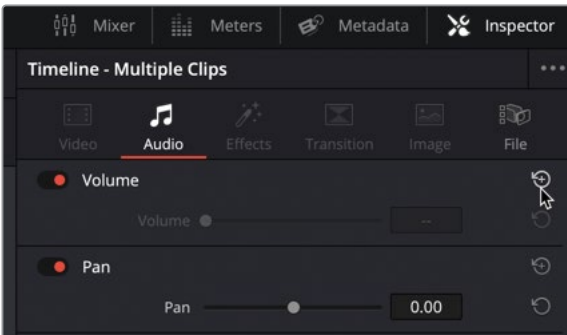 Mixer Meters Metadata Inspector
Timeline - Multiple Clips
Video Audio Effects Transition Image File
Volume
Volume --
Pan
Pan 0.00